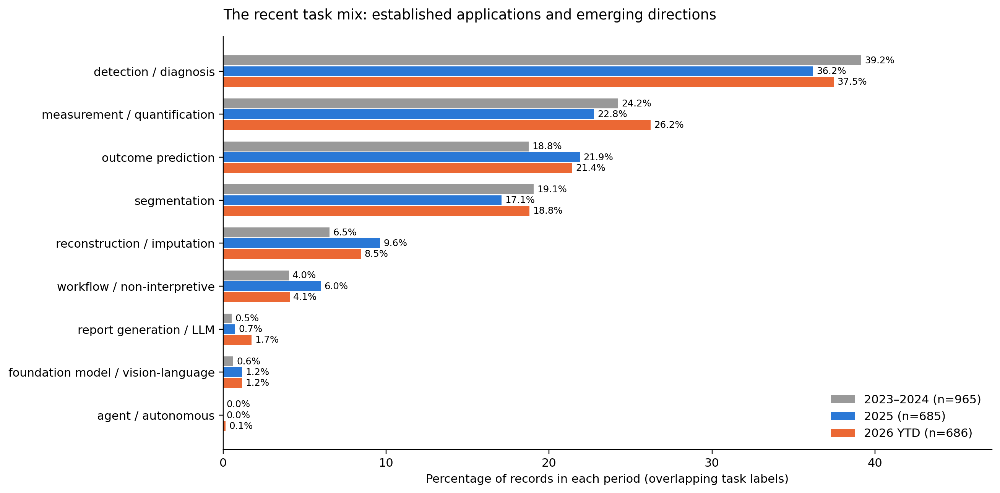 The recent task mix: established applications and emerging directions
detection / diagnosis
39.2%
36.2%
37.5%
measurement / quantification
24.2%
22.8%
26.2%
outcome prediction
18.8%
21.9%
21.4%
segmentation
19.1%
17.1%
18.8%
reconstruction / imputation
6.5%
9.6%
8.5%
workflow / non-interpretive
4.0%
6.0%
4.1%
report generation / LLM
0.5%
0.7%
1.7%
foundation model / vision-language
0.6%
1.2%
1.2%
agent / autonomous
0.0%
0.0%
0.1%
2023–2024 (n=965)
2025 (n=685)
2026 YTD (n=686)
0 10 20 30 40
Percentage of records in each period (overlapping task labels)